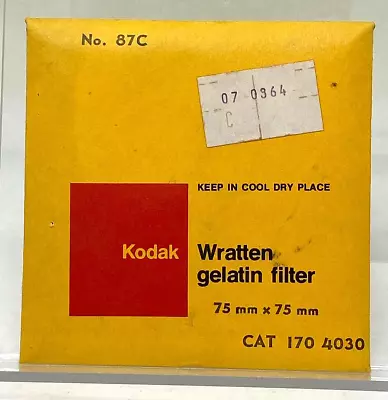 No. 87C
07 0364
C
KEEP IN COOL DRY PLACE
Kodak
Wratten
gelatin filter
75 mm x 75 mm
CAT 170 4030